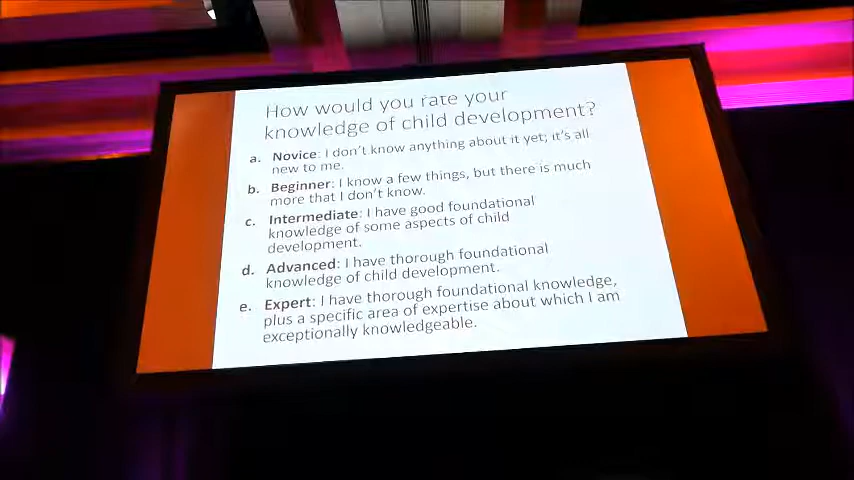 How would you rate your
knowledge of child development?
a. Novice: I don't know anything about it yet; it's all
new to me.
b. Beginner: I know a few things, but there is much
more that I don't know.
c. Intermediate: I have good foundational
knowledge of some aspects of child
development.
d. Advanced: I have thorough foundational
knowledge of child development.
e. Expert: I have thorough foundational knowledge,
plus a specific area of expertise about which I am
exceptionally knowledgeable.